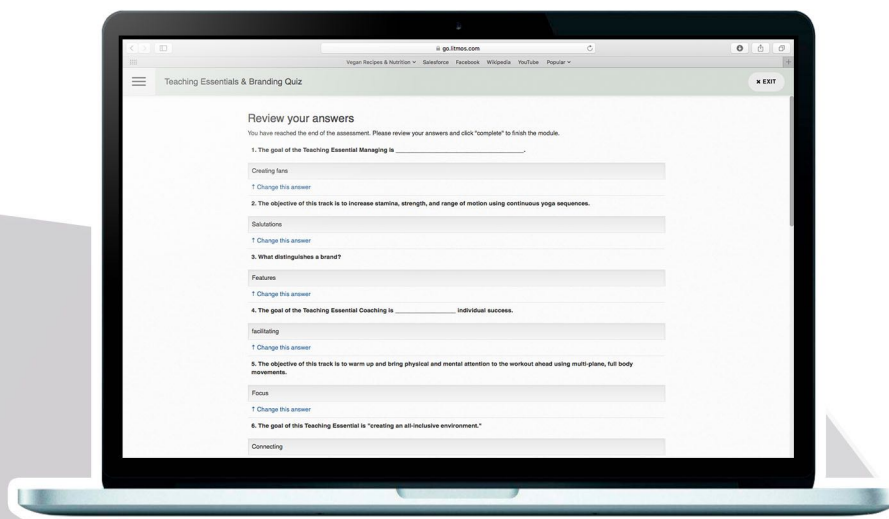 go.litmos.com
Vegan Recipes & Nutrition Salesforce Facebook Wikipedia YouTube Popular
Teaching Essentials & Branding Quiz
× EXIT
Review your answers
You have reached the end of the assessment. Please review your answers and click "complete" to finish the module.
1. The goal of the Teaching Essential Managing is ________________________________________.
Creating fans
↑ Change this answer
2. The objective of this track is to increase stamina, strength, and range of motion using continuous yoga sequences.
Salutations
↑ Change this answer
3. What distinguishes a brand?
Features
↑ Change this answer
4. The goal of the Teaching Essential Coaching is ___________________ individual success.
facilitating
↑ Change this answer
5. The objective of this track is to warm up and bring physical and mental attention to the workout ahead using multi-plane, full body
movements.
Focus
↑ Change this answer
6. The goal of this Teaching Essential is "creating an all-inclusive environment."
Connecting